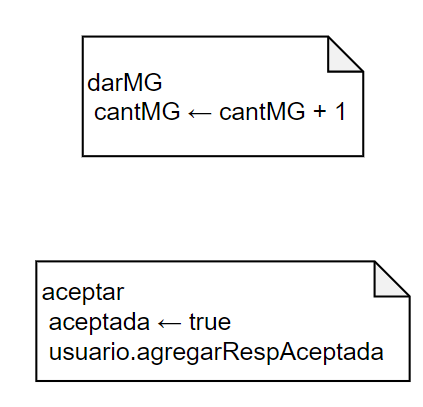 darMG
cantMG ← cantMG + 1
aceptar
aceptada ← true
usuario.agregarRespAceptada